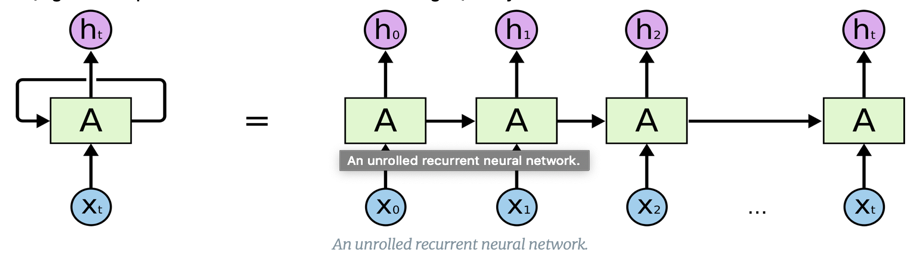 hₜ h₀ h₁ h₂ hₜ
A = A A A A
An unrolled recurrent neural network.
xₜ x₀ x₁ x₂ ... xₜ
An unrolled recurrent neural network.